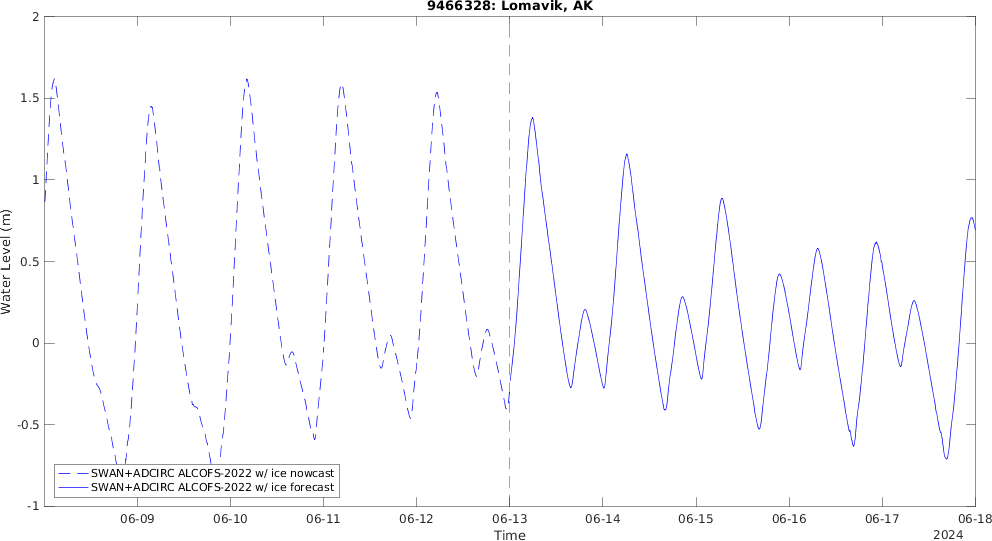 9466328: Lomavik, AK
2
1.5
1
0.5
0
-0.5
-1
Water Level (m)
SWAN+ADCIRC ALCOFS-2022 w/ ice nowcast
SWAN+ADCIRC ALCOFS-2022 w/ ice forecast
06-09 06-10 06-11 06-12 06-13 06-14 06-15 06-16 06-17 06-18
Time
2024